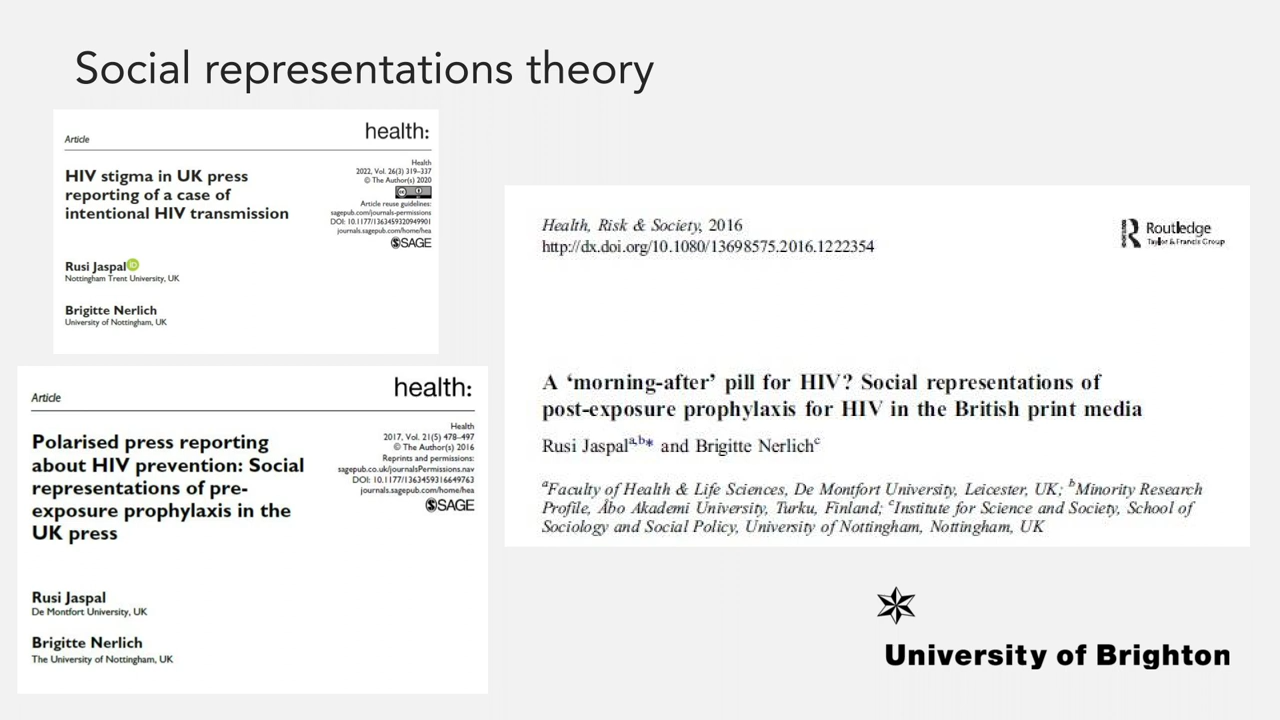 Social representations theory
health:
Article
Health
2022, Vol. 26(3) 319–337
© The Author(s) 2020
Article reuse guidelines:
sagepub.com/journals-permissions
DOI: 10.1177/1363459320949901
journals.sagepub.com/home/hea
SAGE
HIV stigma in UK press
reporting of a case of
intentional HIV transmission
Rusi Jaspal
Nottingham Trent University, UK
Brigitte Nerlich
University of Nottingham, UK
health:
Article
Health
2017, Vol. 21(5) 478–497
© The Author(s) 2016
Reprints and permissions:
sagepub.co.uk/journalsPermissions.nav
DOI: 10.1177/1363459316649763
journals.sagepub.com/home/hea
SAGE
Polarised press reporting
about HIV prevention: Social
representations of pre-
exposure prophylaxis in the
UK press
Rusi Jaspal
De Montfort University, UK
Brigitte Nerlich
The University of Nottingham, UK
Health, Risk & Society, 2016
http://dx.doi.org/10.1080/13698575.2016.1222354
Routledge
Taylor & Francis Group
A ‘morning-after’ pill for HIV? Social representations of
post-exposure prophylaxis for HIV in the British print media
Rusi Jaspala,b* and Brigitte Nerlichc
aFaculty of Health & Life Sciences, De Montfort University, Leicester, UK; bMinority Research
Profile, Åbo Akademi University, Turku, Finland; cInstitute for Science and Society, School of
Sociology and Social Policy, University of Nottingham, Nottingham, UK
University of Brighton